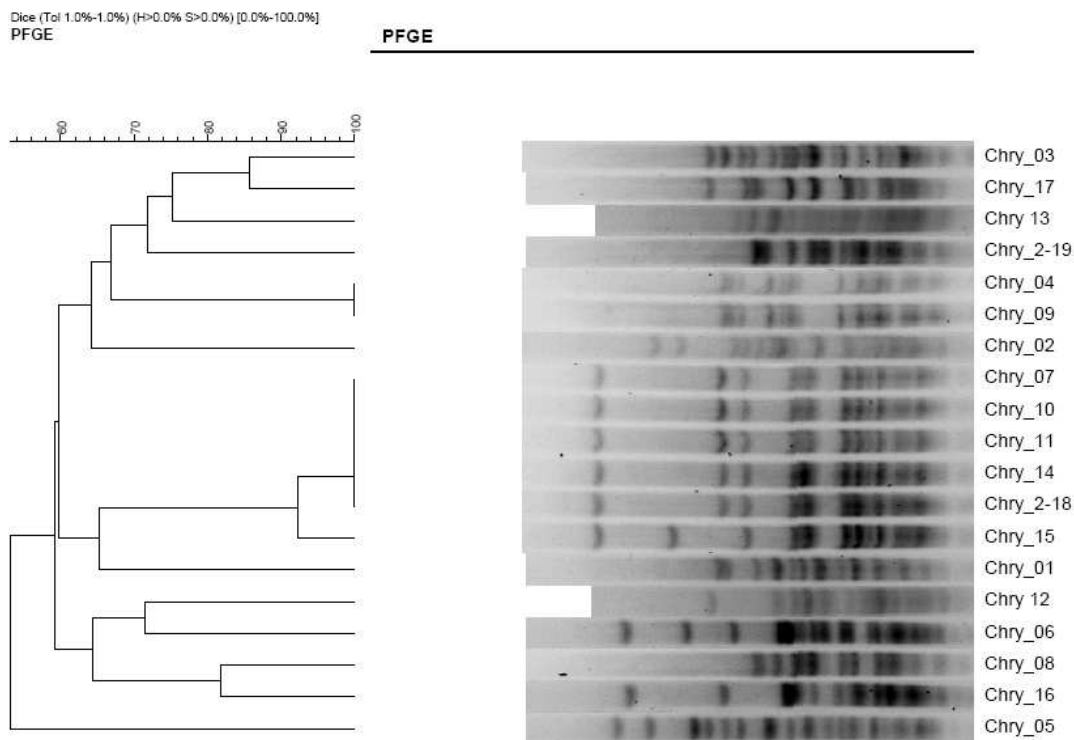 Dice (Tol 1.0%-1.0%) (H>0.0% S>0.0%) [0.0%-100.0%]
PFGE PFGE
60 70 80 90 100
Chry_03
Chry_17
Chry 13
Chry_2-19
Chry_04
Chry_09
Chry_02
Chry_07
Chry_10
Chry_11
Chry_14
Chry_2-18
Chry_15
Chry_01
Chry 12
Chry_06
Chry_08
Chry_16
Chry_05